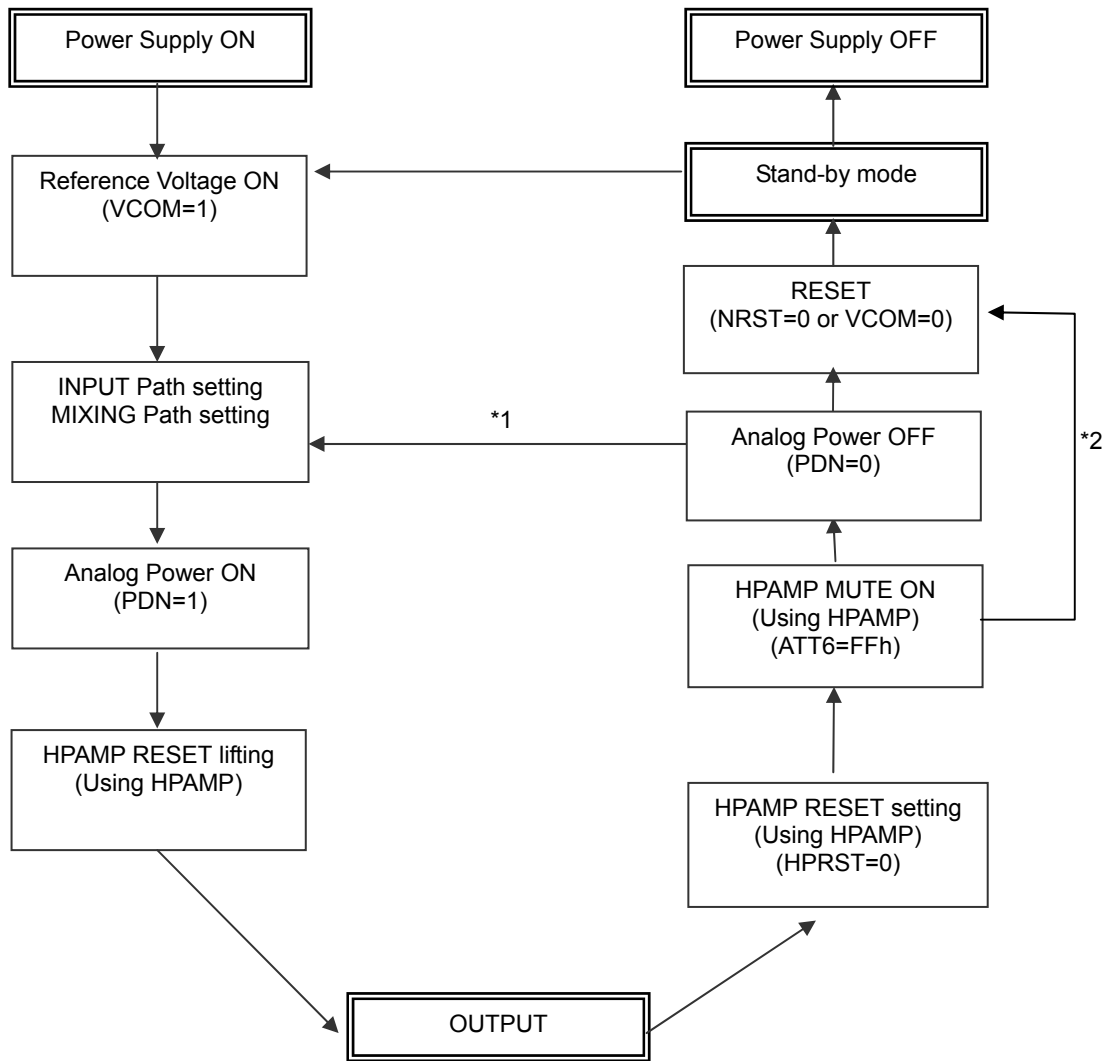 Power Supply ON
Power Supply OFF
Reference Voltage ON
(VCOM=1)
Stand-by mode
RESET
(NRST=0 or VCOM=0)
INPUT Path setting
MIXING Path setting
*1
Analog Power OFF
(PDN=0)
*2
Analog Power ON
(PDN=1)
HPAMP MUTE ON
(Using HPAMP)
(ATT6=FFh)
HPAMP RESET lifting
(Using HPAMP)
HPAMP RESET setting
(Using HPAMP)
(HPRST=0)
OUTPUT